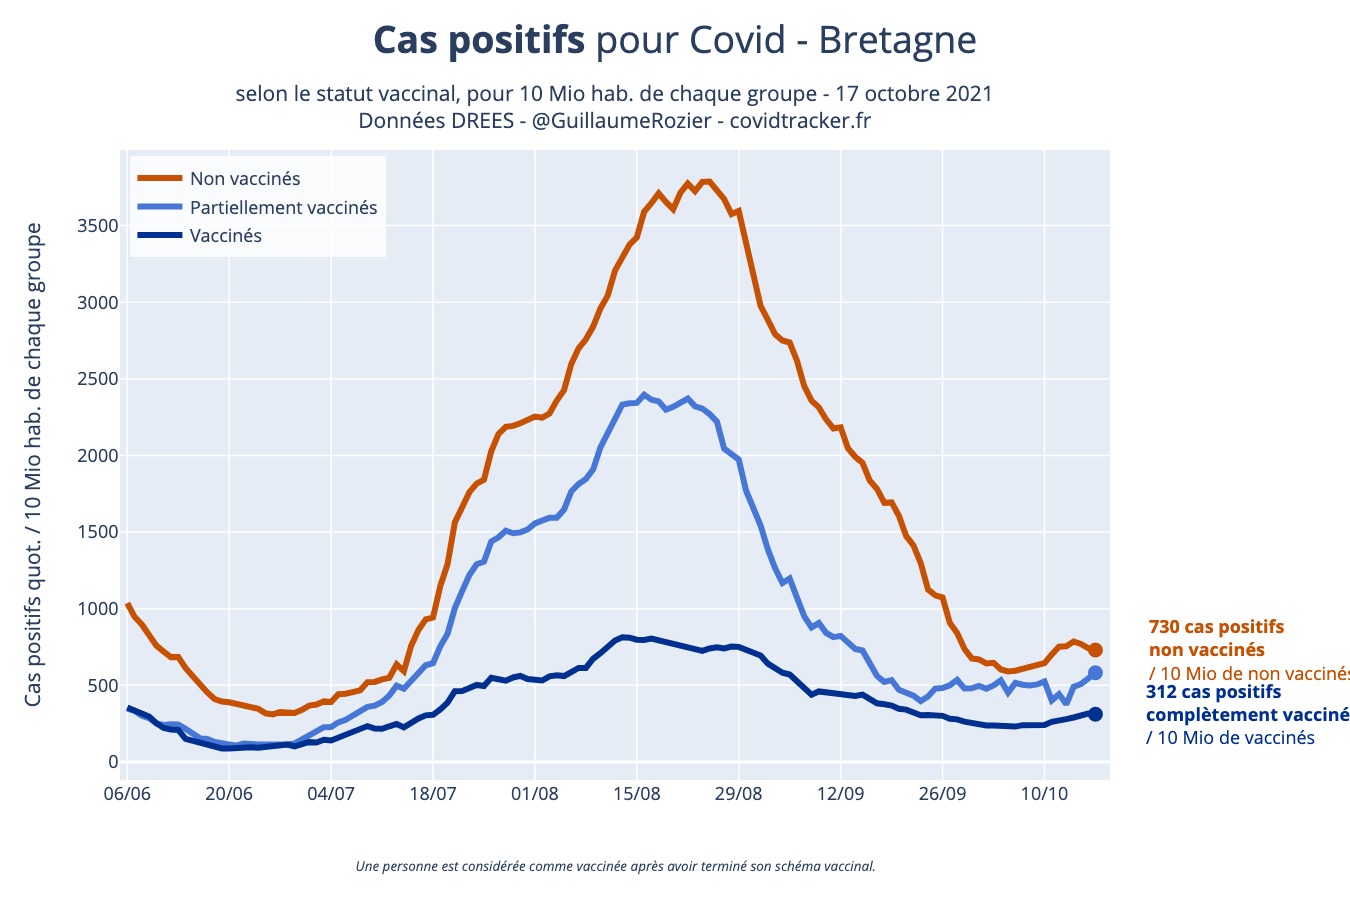 Cas positifs pour Covid - Bretagne
selon le statut vaccinal, pour 10 Mio hab. de chaque groupe - 17 octobre 2021
Données DREES - @GuillaumeRozier - covidtracker.fr
Non vaccinés
Partiellement vaccinés
Vaccinés
Cas positifs quot. / 10 Mio hab. de chaque groupe
3500
3000
2500
2000
1500
1000
500
0
06/06 20/06 04/07 18/07 01/08 15/08 29/08 12/09 26/09 10/10
730 cas positifs
non vaccinés
/ 10 Mio de non vaccinés
312 cas positifs
complètement vacciné
/ 10 Mio de vaccinés
Une personne est considérée comme vaccinée après avoir terminé son schéma vaccinal.